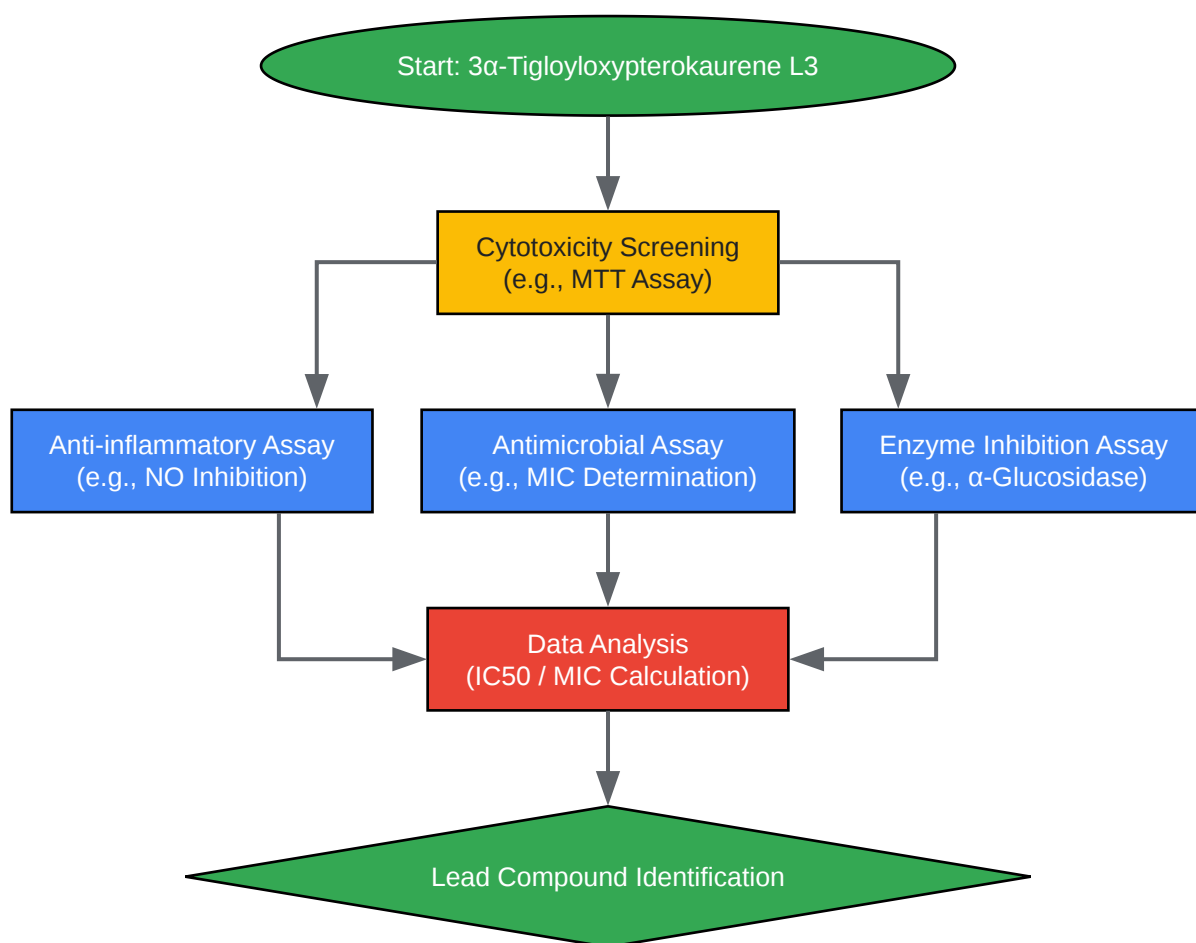 Start: 3α-Tigloyloxypterokaurene L3
Cytotoxicity Screening
(e.g., MTT Assay)
Anti-inflammatory Assay
(e.g., NO Inhibition)
Antimicrobial Assay
(e.g., MIC Determination)
Enzyme Inhibition Assay
(e.g., α-Glucosidase)
Data Analysis
(IC50 / MIC Calculation)
Lead Compound Identification